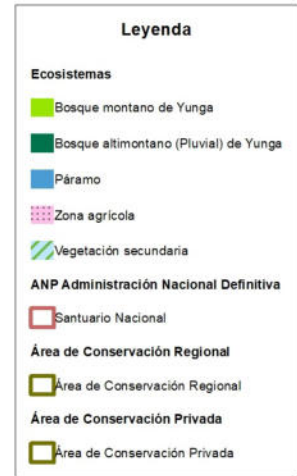 Leyenda
Ecosistemas
Bosque montano de Yunga
Bosque altimontano (Pluvial) de Yunga
Páramo
Zona agrícola
Vegetación secundaria
ANP Administración Nacional Definitiva
Santuario Nacional
Área de Conservación Regional
Área de Conservación Regional
Área de Conservación Privada
Área de Conservación Privada